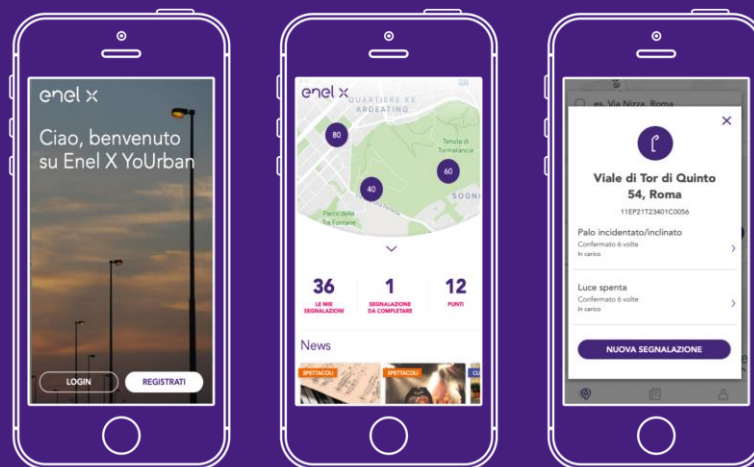 enel x
Ciao, benvenuto
su Enel X YoUrban
LOGIN
REGISTRATI
enel x
QUARTIERE XX
ARDEATINO
80
Tenuta di
Tormarancia
60
40
SOGNI
Parco delle
Tre Fontane
36
LE MIE
SEGNALAZIONI
1
SEGNALAZIONE
DA COMPLETARE
12
PUNTI
News
SPETTACOLI
SPETTACOLI
CU
es. Via Nizza, Roma
Viale di Tor di Quinto
54, Roma
11EP21T23401C0056
Palo incidentato/inclinato
Confermato 6 volte
In carico
Luce spenta
Confermato 6 volte
In carico
NUOVA SEGNALAZIONE